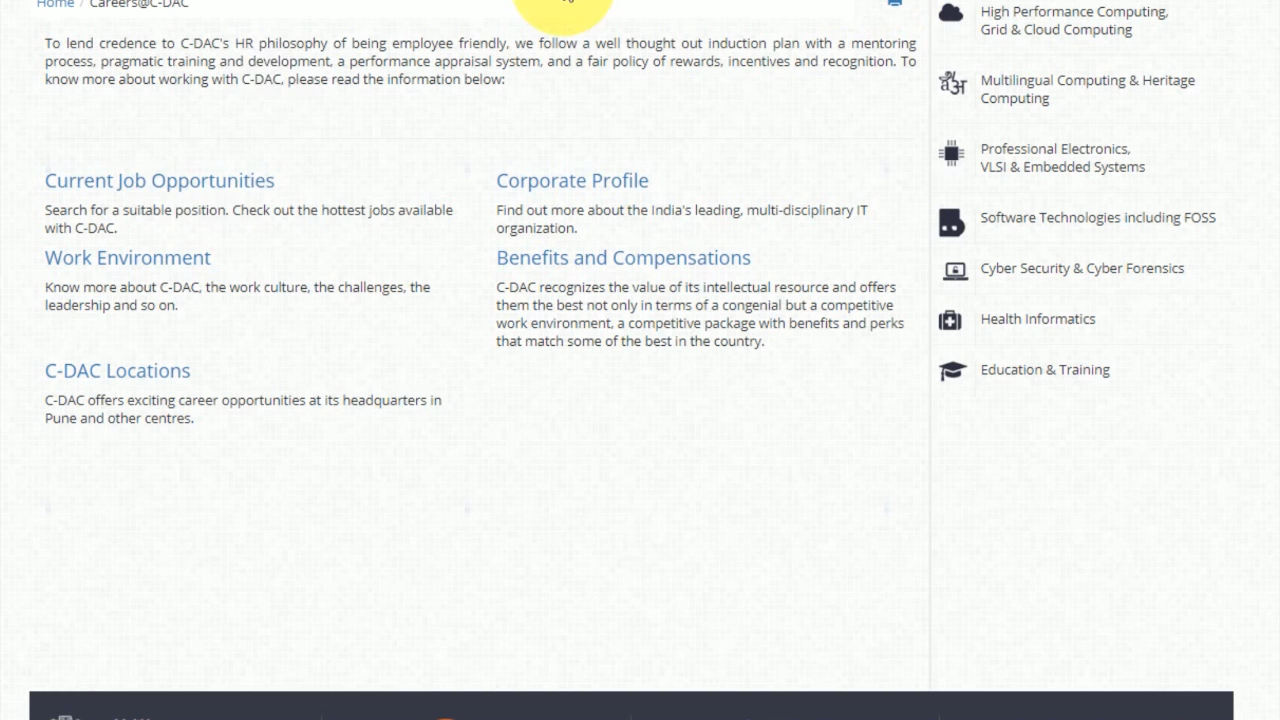 Home / Careers@C-DAC
To lend credence to C-DAC's HR philosophy of being employee friendly, we follow a well thought out induction plan with a mentoring
process, pragmatic training and development, a performance appraisal system, and a fair policy of rewards, incentives and recognition. To
know more about working with C-DAC, please read the information below:
Current Job Opportunities
Search for a suitable position. Check out the hottest jobs available
with C-DAC.
Work Environment
Know more about C-DAC, the work culture, the challenges, the
leadership and so on.
C-DAC Locations
C-DAC offers exciting career opportunities at its headquarters in
Pune and other centres.
Corporate Profile
Find out more about the India's leading, multi-disciplinary IT
organization.
Benefits and Compensations
C-DAC recognizes the value of its intellectual resource and offers
them the best not only in terms of a congenial but a competitive
work environment, a competitive package with benefits and perks
that match some of the best in the country.
High Performance Computing,
Grid & Cloud Computing
Multilingual Computing & Heritage
Computing
Professional Electronics,
VLSI & Embedded Systems
Software Technologies including FOSS
Cyber Security & Cyber Forensics
Health Informatics
Education & Training